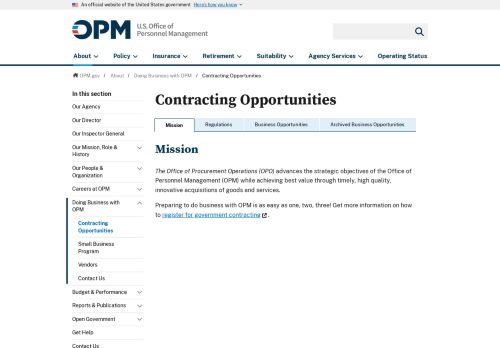 An official website of the United States government Here's how you know
OPM
U.S. Office of
Personnel Management
About Policy Insurance Retirement Suitability Agency Services Operating Status
OPM.gov / About / Doing Business with OPM / Contracting Opportunities
In this section
Our Agency
Our Director
Our Inspector General
Our Mission, Role &
History
Our People &
Organization
Careers at OPM
Doing Business with
OPM
Contracting
Opportunities
Small Business
Program
Vendors
Contact Us
Budget & Performance
Reports & Publications
Open Government
Get Help
Contact Us
Contracting Opportunities
Mission Regulations Business Opportunities Archived Business Opportunities
Mission
The Office of Procurement Operations (OPO) advances the strategic objectives of the Office of
Personnel Management (OPM) while achieving best value through timely, high quality,
innovative acquisitions of goods and services.
Preparing to do business with OPM is as easy as one, two, three! Get more information on how
to register for government contracting.